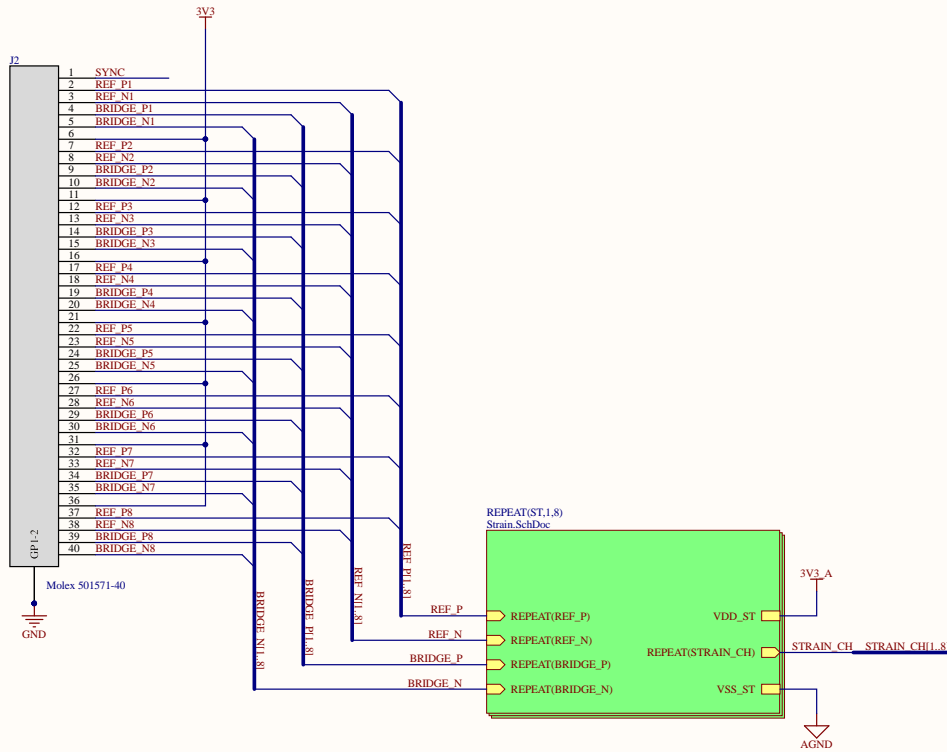 3V3
J2
1 SYNC
2 REF_P1
3 REF_N1
4 BRIDGE_P1
5 BRIDGE_N1
6
7 REF_P2
8 REF_N2
9 BRIDGE_P2
10 BRIDGE_N2
11
12 REF_P3
13 REF_N3
14 BRIDGE_P3
15 BRIDGE_N3
16
17 REF_P4
18 REF_N4
19 BRIDGE_P4
20 BRIDGE_N4
21
22 REF_P5
23 REF_N5
24 BRIDGE_P5
25 BRIDGE_N5
26
27 REF_P6
28 REF_N6
29 BRIDGE_P6
30 BRIDGE_N6
31
32 REF_P7
33 REF_N7
34 BRIDGE_P7
35 BRIDGE_N7
36
37 REF_P8
38 REF_N8
39 BRIDGE_P8
40 BRIDGE_N8
GP1-2
Molex 501571-40
GND
BRIDGE_N[1..8]
BRIDGE_P[1..8]
REF_N[1..8]
REF_P[1..8]
REPEAT(ST,1,8)
Strain.SchDoc
REF_P REPEAT(REF_P)
REF_N REPEAT(REF_N)
BRIDGE_P REPEAT(BRIDGE_P)
BRIDGE_N REPEAT(BRIDGE_N)
3V3_A
VDD_ST
REPEAT(STRAIN_CH) STRAIN_CH STRAIN_CH[1..8
VSS_ST
AGND